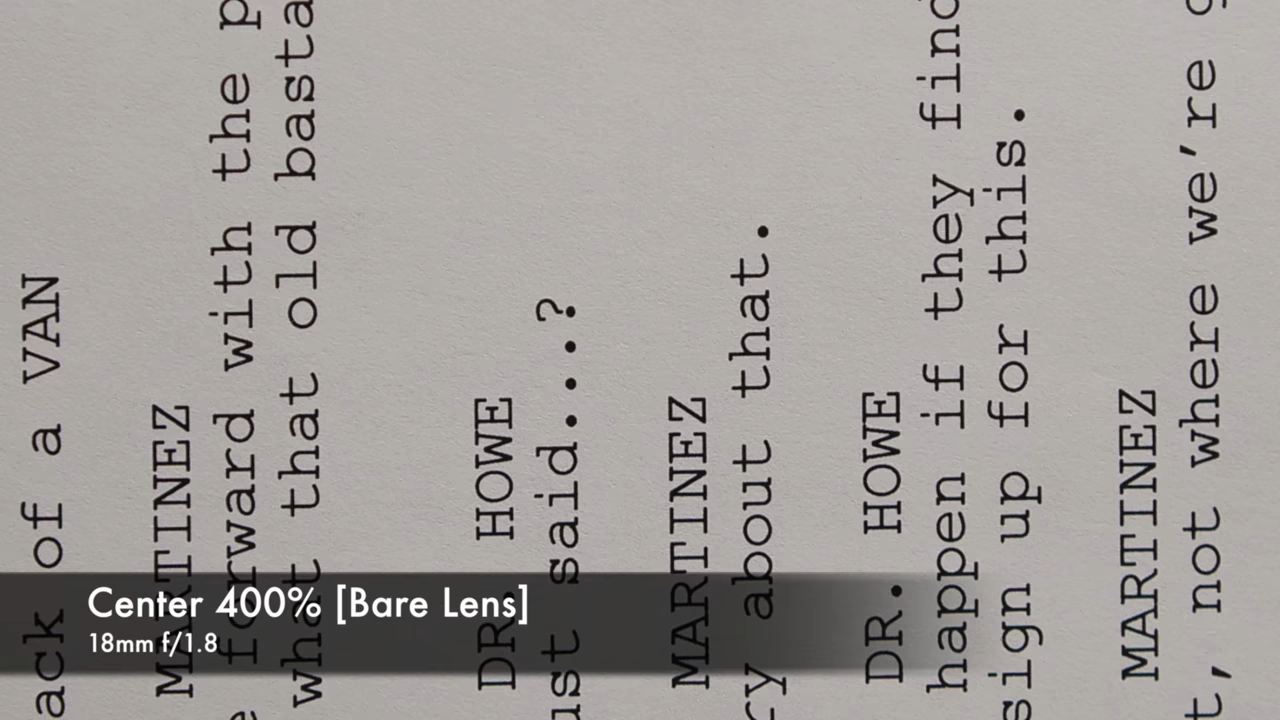 ack of a VAN
MARTINEZ
forward with the p
what that old basta
DR. HOWE
ust said...?
MARTINEZ
ry about that.
DR. HOWE
happen if they find
sign up for this.
MARTINEZ
t, not where we're g
Center 400% [Bare Lens]
18mm f/1.8